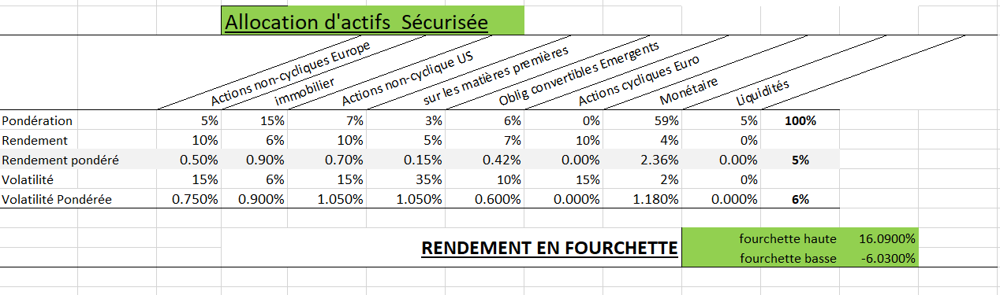 Allocation d'actifs Sécurisée
Actions non-cycliques Europe
immobilier
Actions non-clyclique US
sur les matières premières
Oblig convertibles Emergents
Actions cycliques Euro
Monétaire
Liquidités
Pondération 5% 15% 7% 3% 6% 0% 59% 5% 100%
Rendement 10% 6% 10% 5% 7% 10% 4% 0%
Rendement pondéré 0.50% 0.90% 0.70% 0.15% 0.42% 0.00% 2.36% 0.00% 5%
Volatilité 15% 6% 15% 35% 10% 15% 2% 0%
Volatilité Pondérée 0.750% 0.900% 1.050% 1.050% 0.600% 0.000% 1.180% 0.000% 6%
RENDEMENT EN FOURCHETTE
fourchette haute 16.0900%
fourchette basse -6.0300%